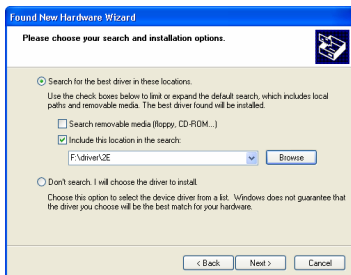 Found New Hardware Wizard
Please choose your search and installation options.
Search for the best driver in these locations.
Use the check boxes below to limit or expand the default search, which includes local
paths and removable media. The best driver found will be installed.
Search removable media (floppy, CD-ROM...)
Include this location in the search:
F:\driver\2E
Browse
Don't search. I will choose the driver to install.
Choose this option to select the device driver from a list. Windows does not guarantee that
the driver you choose will be the best match for your hardware.
< Back
Next >
Cancel